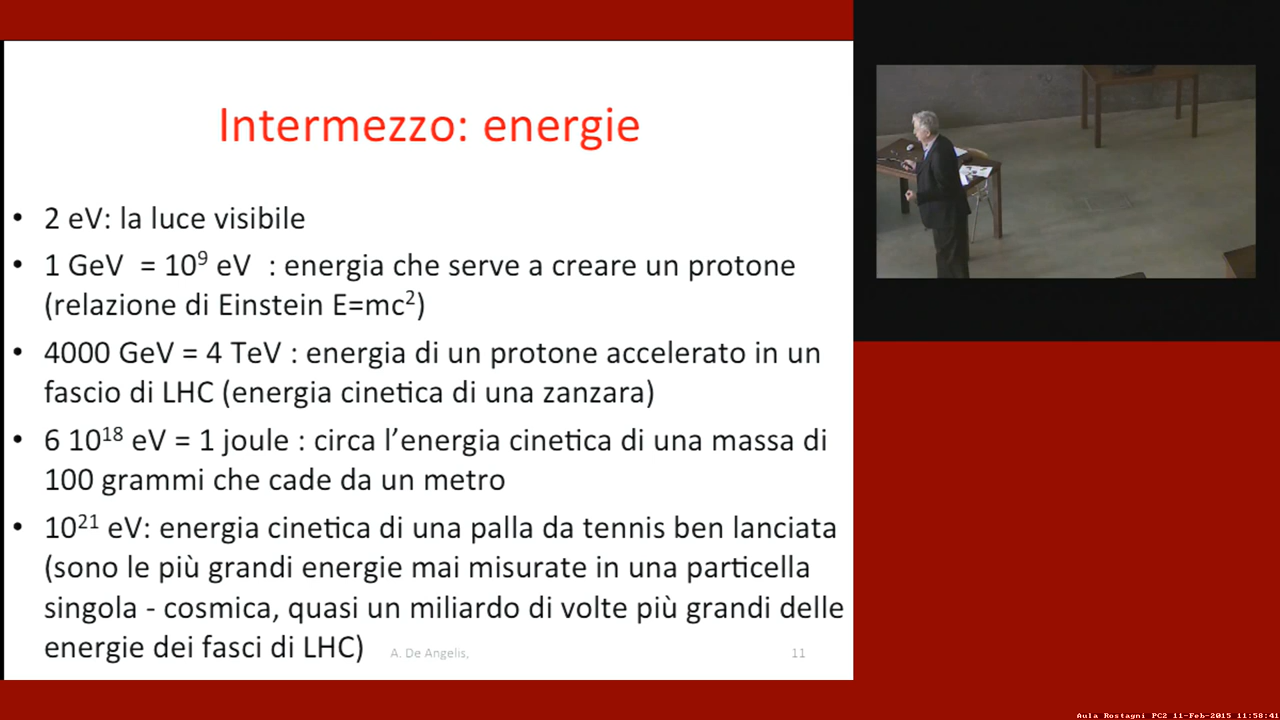 Intermezzo: energie
• 2 eV: la luce visibile
• 1 GeV = 10⁹ eV : energia che serve a creare un protone
(relazione di Einstein E=mc²)
• 4000 GeV = 4 TeV : energia di un protone accelerato in un
fascio di LHC (energia cinetica di una zanzara)
• 6 10¹⁸ eV = 1 joule : circa l’energia cinetica di una massa di
100 grammi che cade da un metro
• 10²¹ eV: energia cinetica di una palla da tennis ben lanciata
(sono le più grandi energie mai misurate in una particella
singola - cosmica, quasi un miliardo di volte più grandi delle
energie dei fasci di LHC)
A. De Angelis,
11
Aula Rostagni PC2 11-Feb-2015 11:58:41